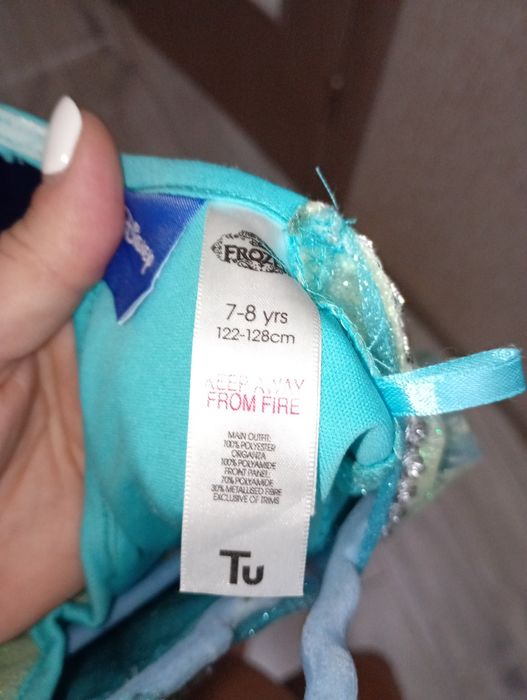 Disney
FROZEN
7-8 yrs
122-128cm
KEEP AWAY
FROM FIRE
MAIN OUTFIT:
100% POLYESTER
ORGANZA
100% POLYAMIDE
FRONT PANEL:
70% POLYAMIDE
30% METALLISED FIBRE
EXCLUSIVE OF TRIMS
Tu